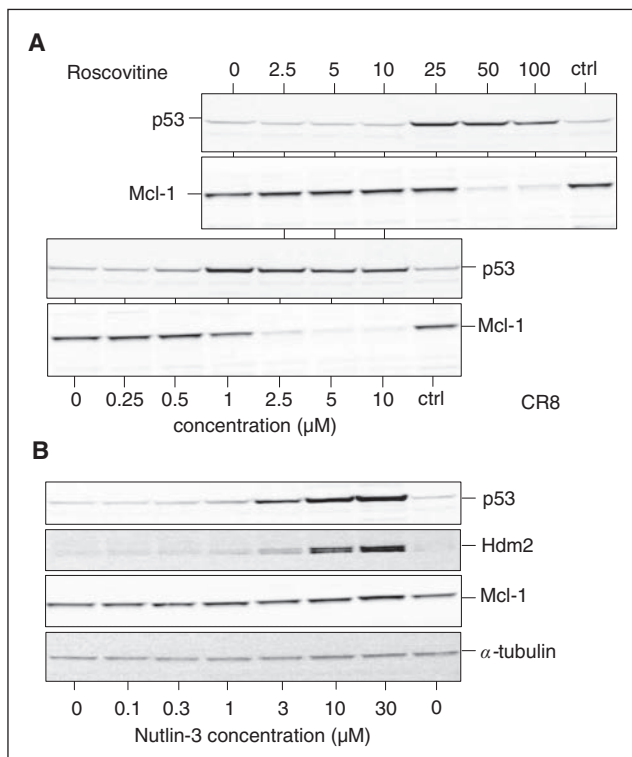 A
Roscovitine 0 2.5 5 10 25 50 100 ctrl
p53
Mcl-1
p53
Mcl-1
0 0.25 0.5 1 2.5 5 10 ctrl CR8
concentration (µM)
B
p53
Hdm2
Mcl-1
α-tubulin
0 0.1 0.3 1 3 10 30 0
Nutlin-3 concentration (µM)